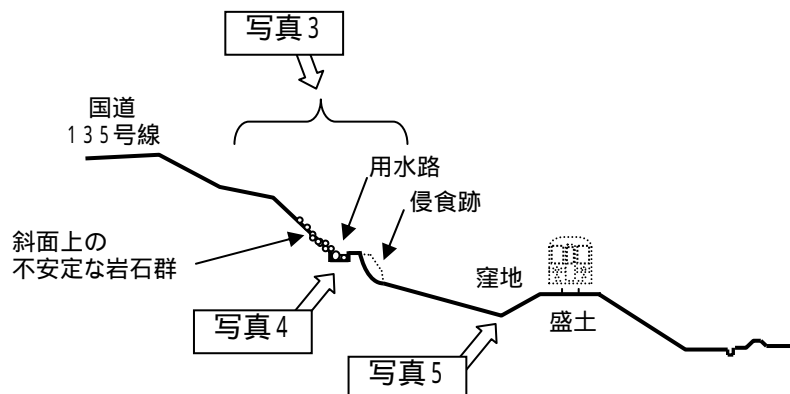 写真3
国道
135号線
用水路
侵食跡
斜面上の
不安定な岩石群
窪地
写真4
盛土
写真5